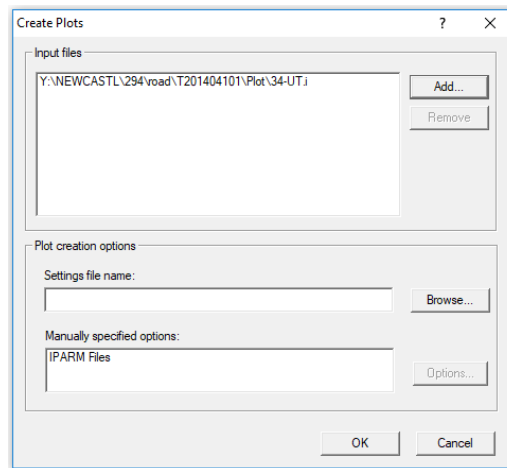 Create Plots
?
Input files
Y:\NEWCASTL\294\road\T201404101\Plot\34-UT.i
Add...
Remove
Plot creation options
Settings file name:
Browse...
Manually specified options:
IPARM Files
Options...
OK
Cancel